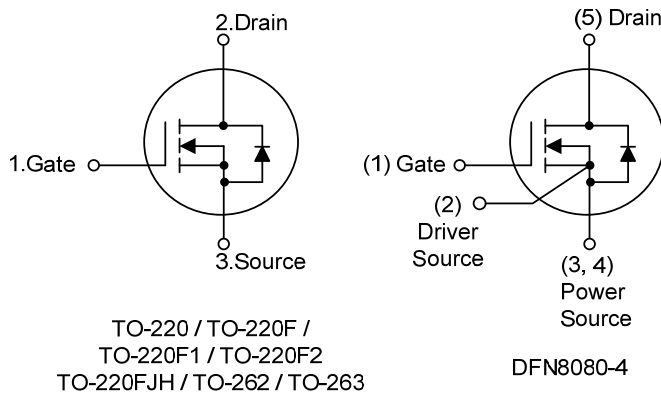 2.Drain
1.Gate
3.Source
TO-220 / TO-220F /
TO-220F1 / TO-220F2
TO-220FJH / TO-262 / TO-263
(5) Drain
(1) Gate
(2)
Driver
Source
(3, 4)
Power
Source
DFN8080-4